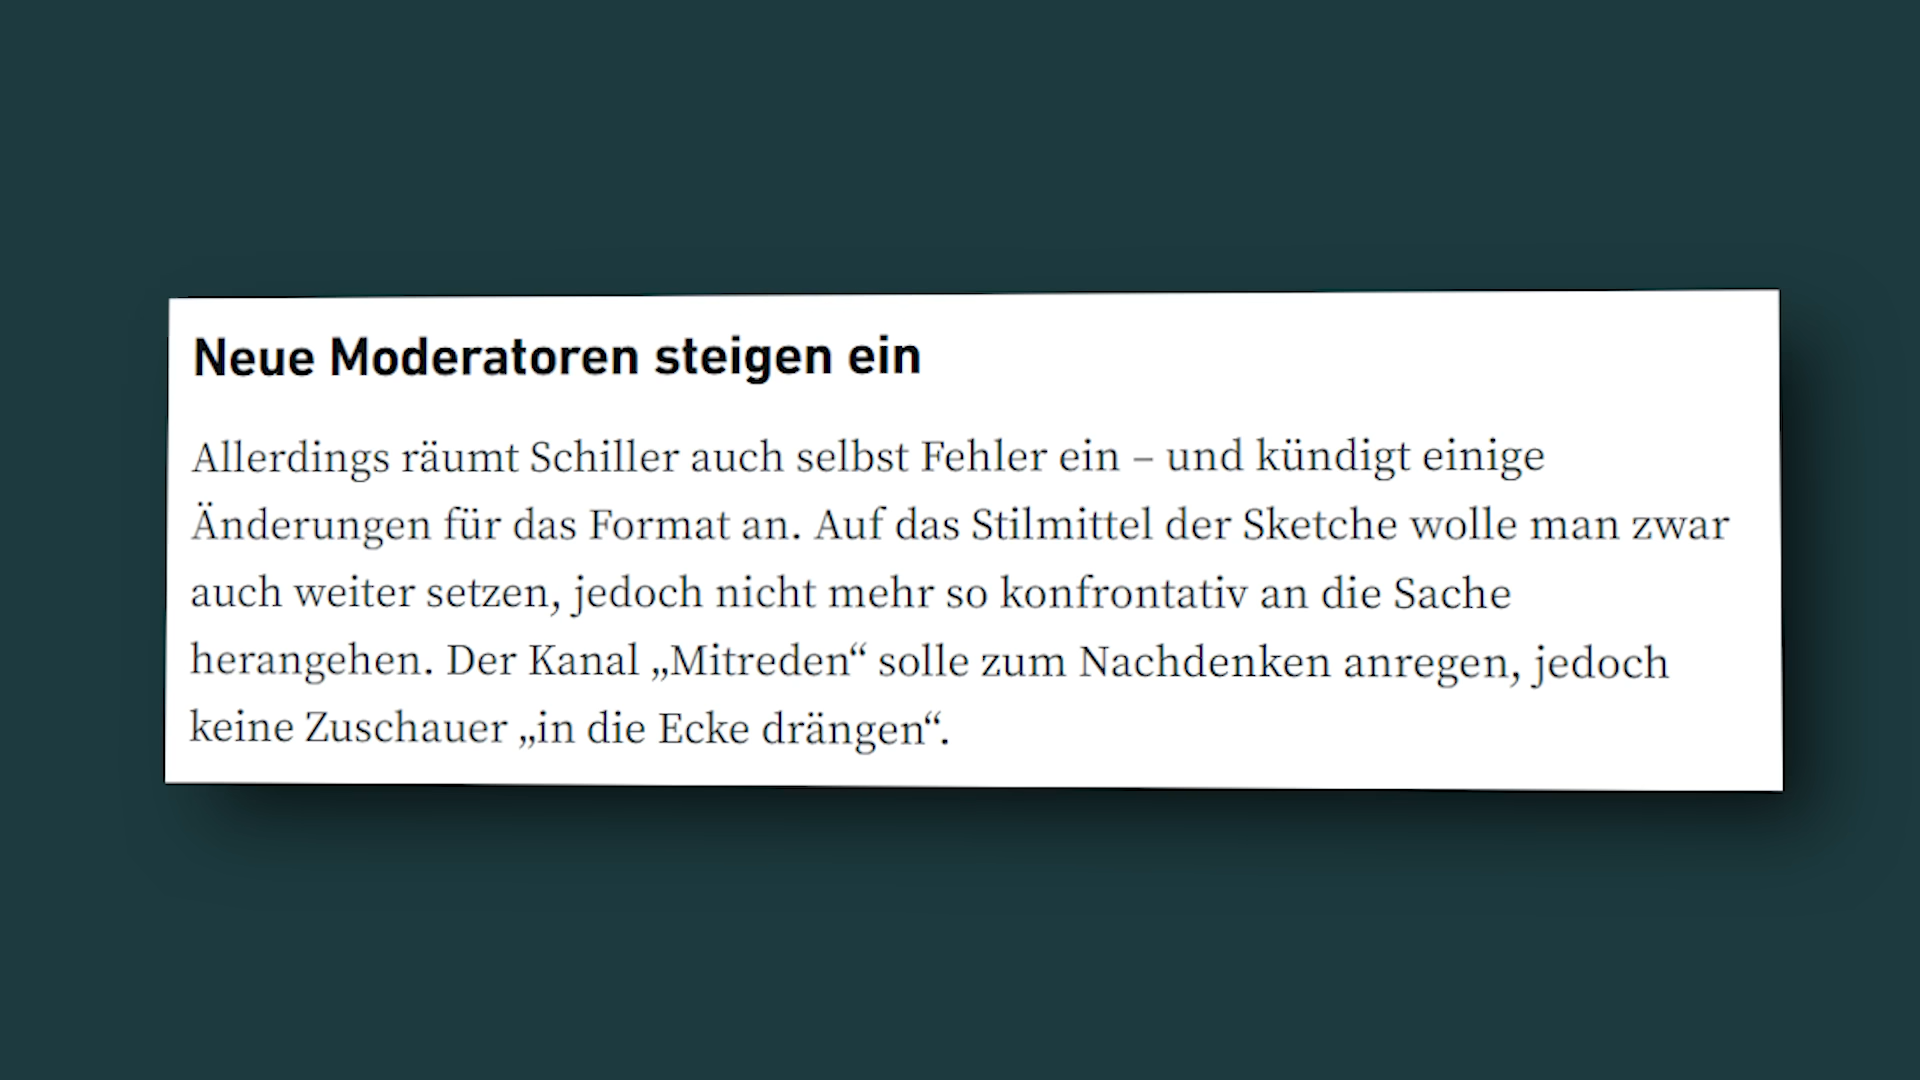 Neue Moderatoren steigen ein
Allerdings räumt Schiller auch selbst Fehler ein – und kündigt einige
Änderungen für das Format an. Auf das Stilmittel der Sketche wolle man zwar
auch weiter setzen, jedoch nicht mehr so konfrontativ an die Sache
herangehen. Der Kanal „Mitreden“ solle zum Nachdenken anregen, jedoch
keine Zuschauer „in die Ecke drängen“.